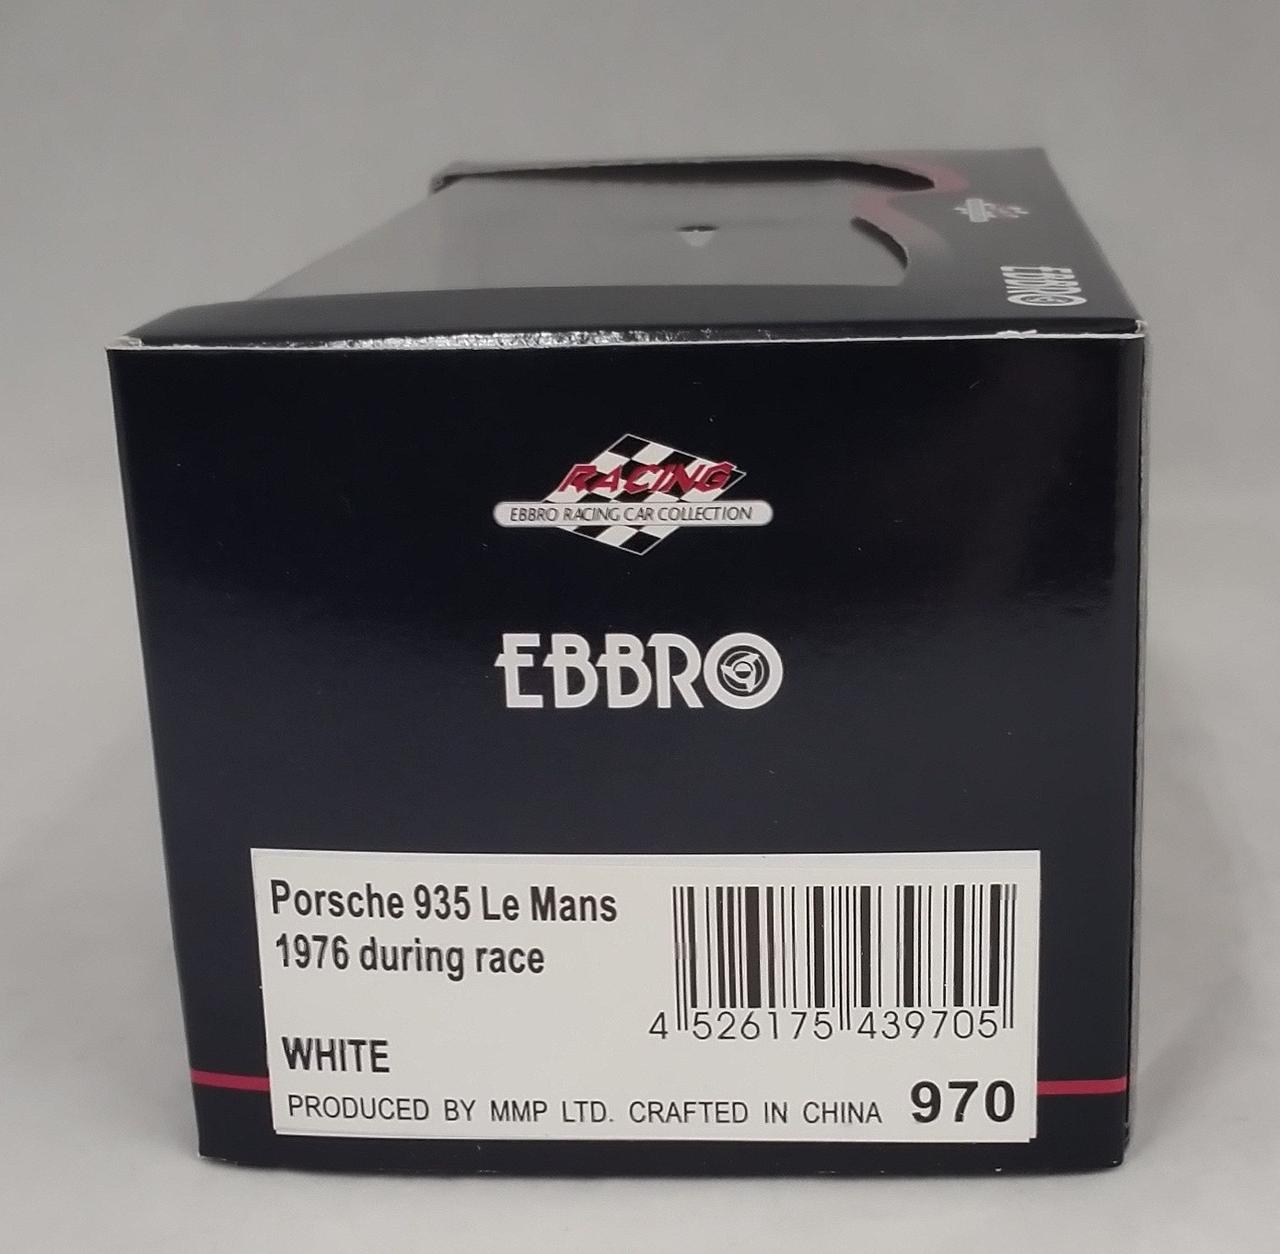 EBBRO
RACING
EBBRO RACING CAR COLLECTION
EBBRO
Porsche 935 Le Mans
1976 during race
4 526175 439705
WHITE
PRODUCED BY MMP LTD. CRAFTED IN CHINA 970